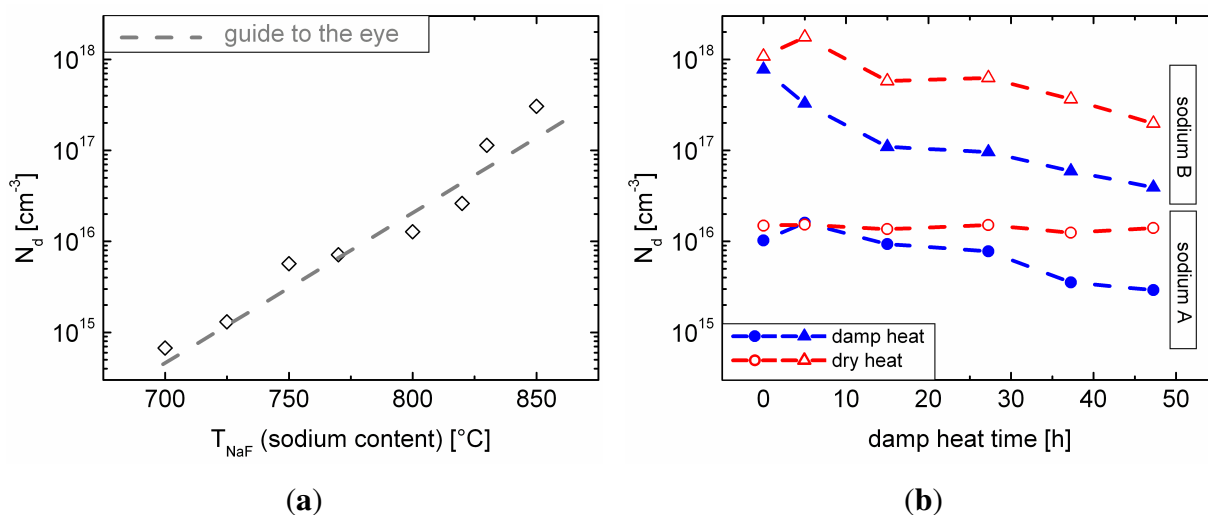 guide to the eye
10^18
10^17
10^16
10^15
N_d [cm^-3]
700 750 800 850
T_NaF (sodium content) [°C]
(a)
10^18
10^17
10^16
10^15
N_d [cm^-3]
sodium B
sodium A
damp heat
dry heat
0 10 20 30 40 50
damp heat time [h]
(b)